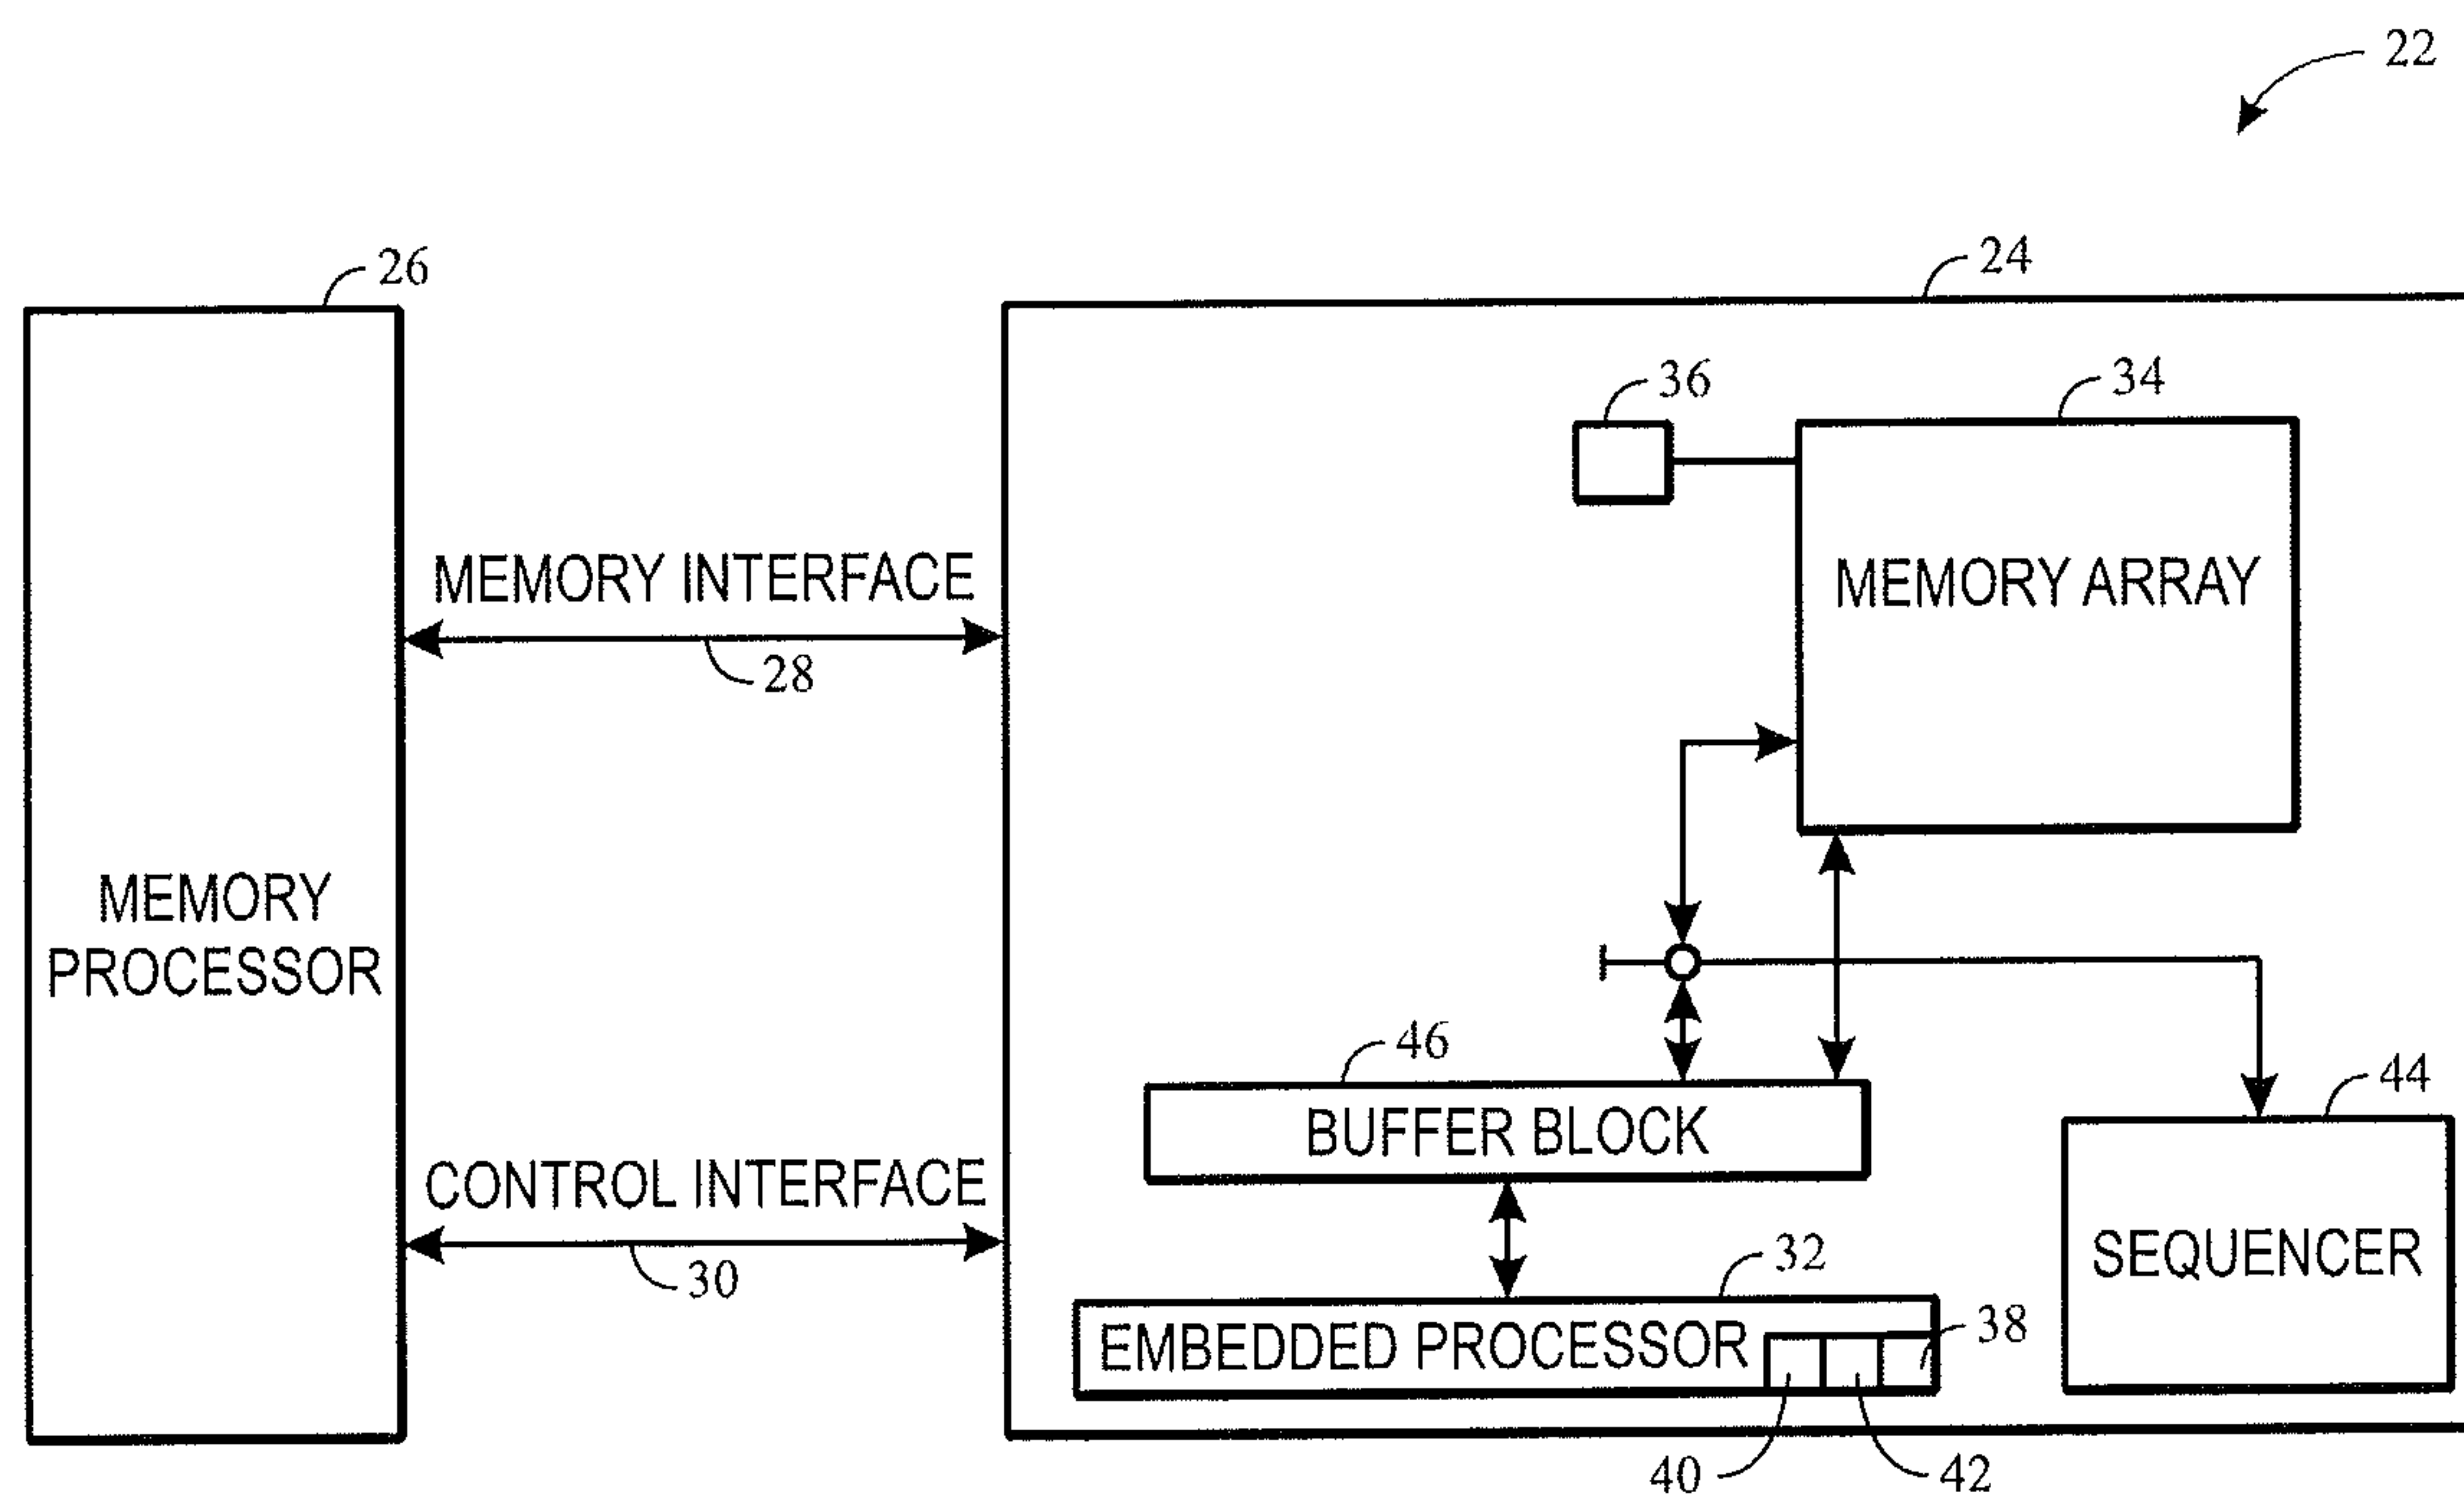 22
26
24
36
34
MEMORY INTERFACE
28
MEMORY ARRAY
MEMORY
PROCESSOR
46
BUFFER BLOCK
44
CONTROL INTERFACE
30
32
SEQUENCER
EMBEDDED PROCESSOR
38
40
42